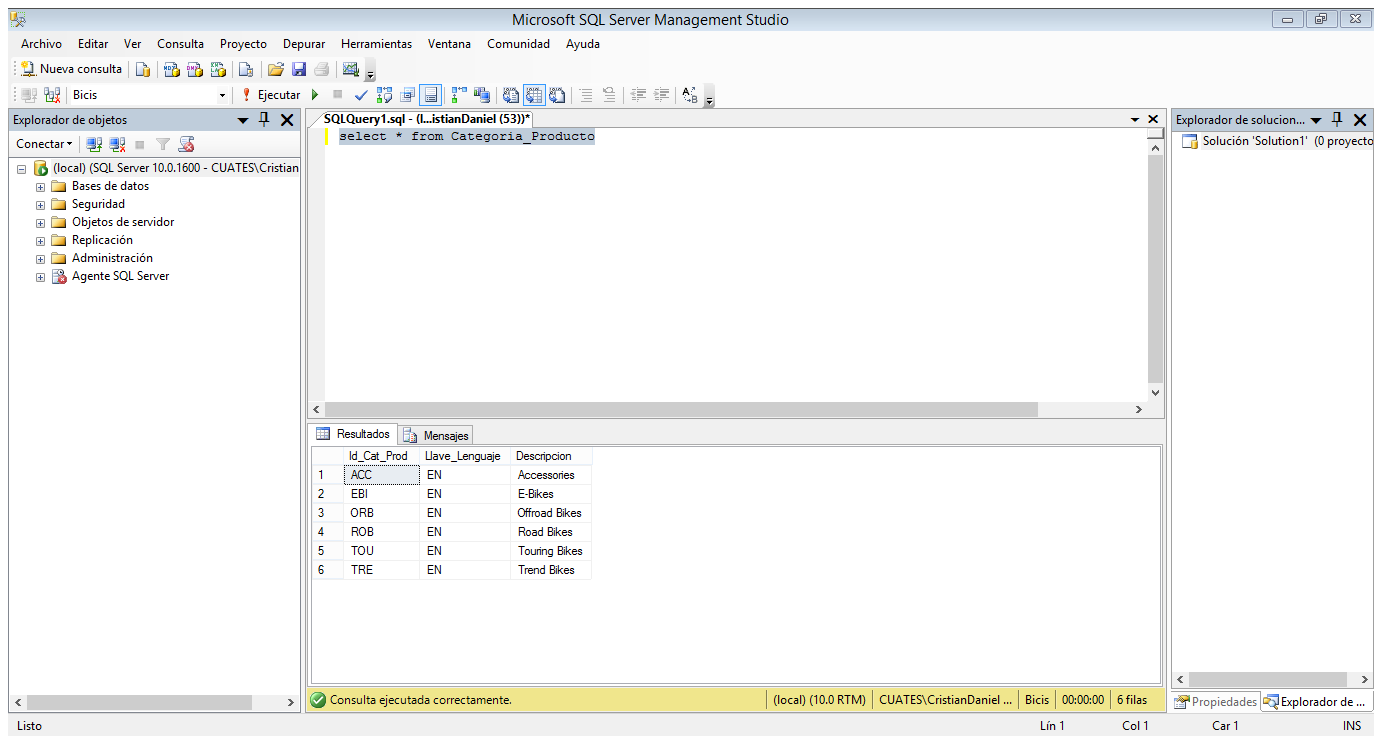 Microsoft SQL Server Management Studio
Archivo Editar Ver Consulta Proyecto Depurar Herramientas Ventana Comunidad Ayuda
Nueva consulta
Bicis Ejecutar
Explorador de objetos
Conectar
(local) (SQL Server 10.0.1600 - CUATES\Cristian
Bases de datos
Seguridad
Objetos de servidor
Replicación
Administración
Agente SQL Server
SQLQuery1.sql - (l...istianDaniel (53))*
select * from Categoria_Producto
Resultados Mensajes
Id_Cat_Prod Llave_Lenguaje Descripcion
1 ACC EN Accessories
2 EBI EN E-Bikes
3 ORB EN Offroad Bikes
4 ROB EN Road Bikes
5 TOU EN Touring Bikes
6 TRE EN Trend Bikes
Consulta ejecutada correctamente. (local) (10.0 RTM) CUATES\CristianDaniel ... Bicis 00:00:00 6 filas
Explorador de solucion...
Solución 'Solution1' (0 proyecto
Propiedades Explorador de ...
Listo Lín 1 Col 1 Car 1 INS